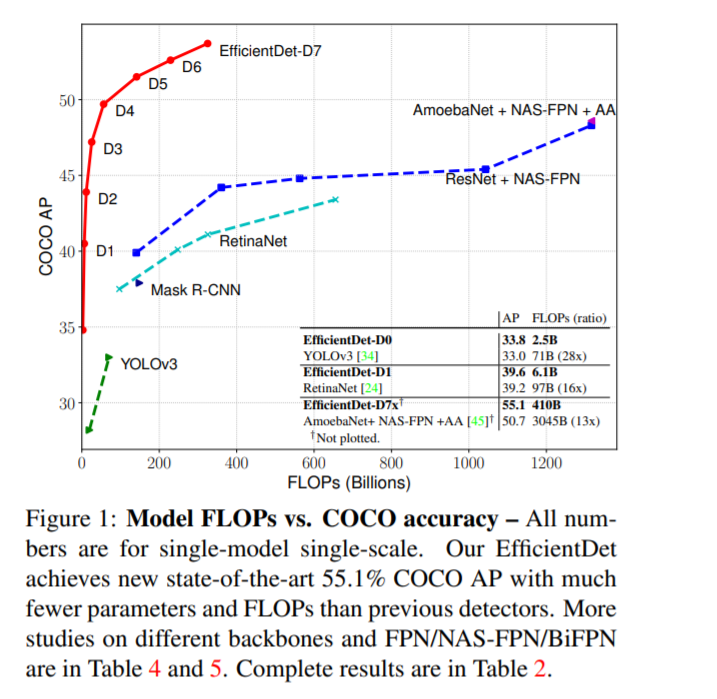 EfficientDet-D7
D6
D5
D4
D3
D2
D1
AmoebaNet + NAS-FPN + AA
ResNet + NAS-FPN
RetinaNet
Mask R-CNN
YOLOv3
COCO AP
50
45
40
35
30
0 200 400 600 800 1000 1200
FLOPs (Billions)
AP FLOPs (ratio)
EfficientDet-D0 33.8 2.5B
YOLOv3 [34] 33.0 71B (28x)
EfficientDet-D1 39.6 6.1B
RetinaNet [24] 39.2 97B (16x)
EfficientDet-D7x† 55.1 410B
AmoebaNet+ NAS-FPN +AA [45]† 50.7 3045B (13x)
†Not plotted.
Figure 1: Model FLOPs vs. COCO accuracy – All num-
bers are for single-model single-scale. Our EfficientDet
achieves new state-of-the-art 55.1% COCO AP with much
fewer parameters and FLOPs than previous detectors. More
studies on different backbones and FPN/NAS-FPN/BiFPN
are in Table 4 and 5. Complete results are in Table 2.